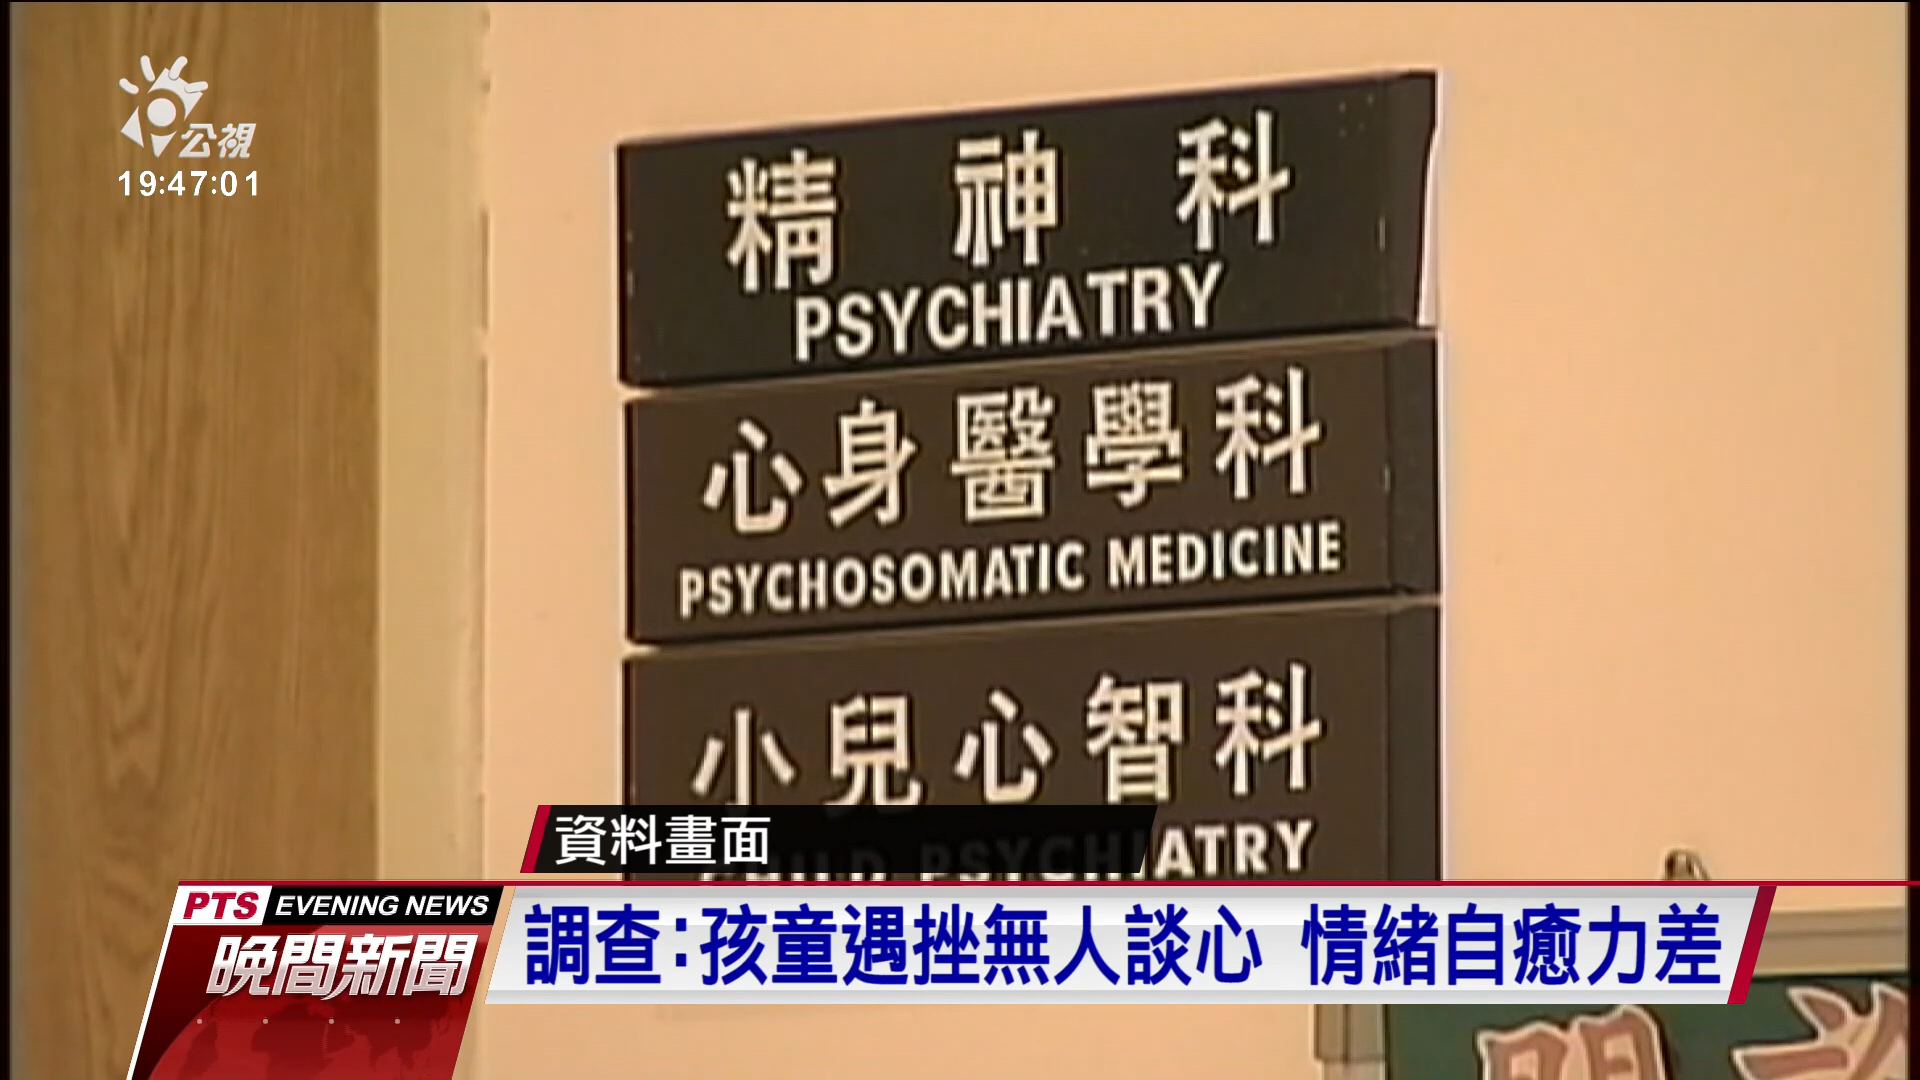 公視
19:47:01
精神科
PSYCHIATRY
心身醫學科
PSYCHOSOMATIC MEDICINE
小兒心智科
CHILD PSYCHIATRY
資料畫面
PTS EVENING NEWS
晚間新聞
調查:孩童遇挫無人談心 情緒自癒力差